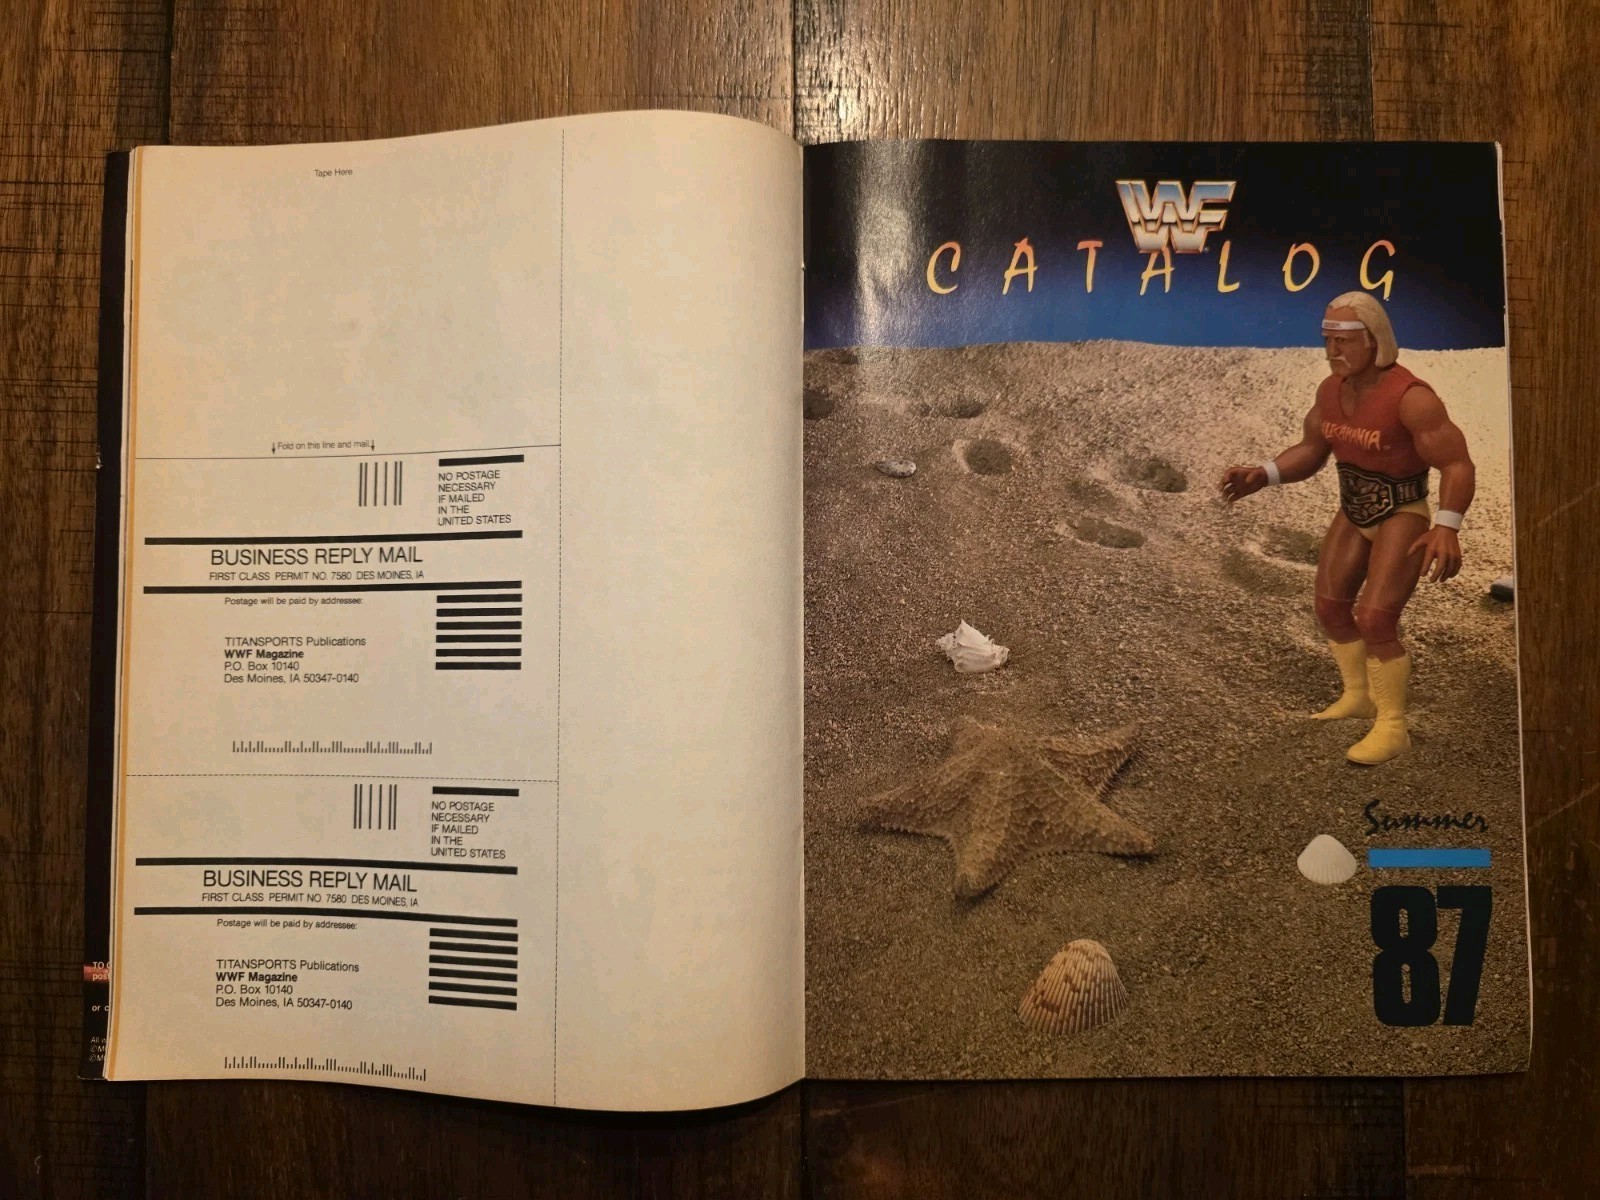 Tape Here
Fold on this line and mail
NO POSTAGE
NECESSARY
IF MAILED
IN THE
UNITED STATES
BUSINESS REPLY MAIL
FIRST CLASS PERMIT NO. 7580 DES MOINES, IA
Postage will be paid by addressee:
TITANSPORTS Publications
WWF Magazine
P.O. Box 10140
Des Moines, IA 50347-0140
NO POSTAGE
NECESSARY
IF MAILED
IN THE
UNITED STATES
BUSINESS REPLY MAIL
FIRST CLASS PERMIT NO. 7580 DES MOINES, IA
Postage will be paid by addressee:
TITANSPORTS Publications
WWF Magazine
P.O. Box 10140
Des Moines, IA 50347-0140
WF
CATALOG
Summer
87